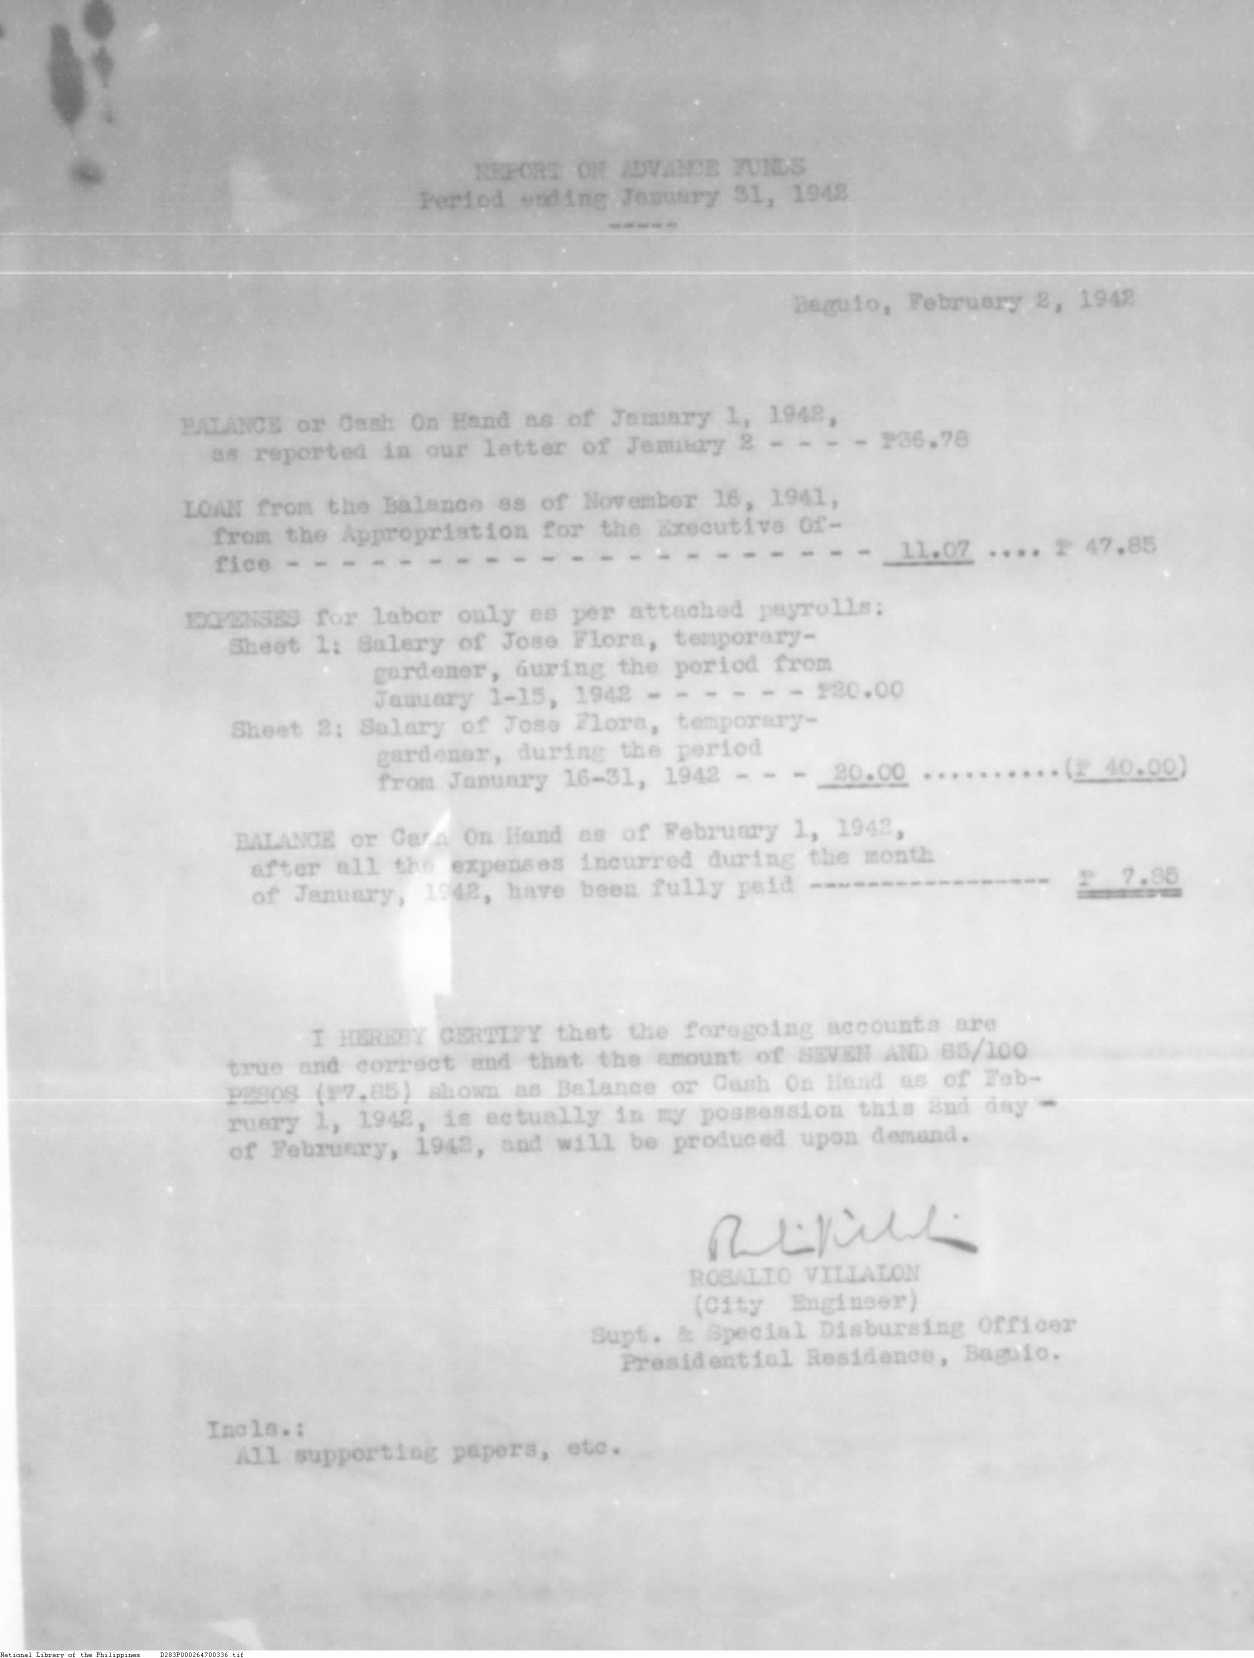 REPORT ON ADVANCE FUNDS
Period ending January 31, 1942
-----
Baguio, February 2, 1942
BALANCE or Cash On Hand as of January 1, 1942,
as reported in our letter of January 2 - - - - ₱36.78
LOAN from the Balance as of November 16, 1941,
from the Appropriation for the Executive Of-
fice - - - - - - - - - - - - - - - - - - - - - 11.07 .... ₱ 47.85
EXPENSES for labor only as per attached payrolls:
Sheet 1: Salary of Jose Flora, temporary-
gardener, during the period from
January 1-15, 1942 - - - - - - ₱20.00
Sheet 2: Salary of Jose Flora, temporary-
gardener, during the period
from January 16-31, 1942 - - - 20.00 ..........(₱ 40.00)
BALANCE or Cash On Hand as of February 1, 1942,
after all the expenses incurred during the month
of January, 1942, have been fully paid ----------------- ₱ 7.85
I HEREBY CERTIFY that the foregoing accounts are
true and correct and that the amount of SEVEN AND 85/100
PESOS (₱7.85) shown as Balance or Cash On Hand as of Feb-
ruary 1, 1942, is actually in my possession this 2nd day -
of February, 1942, and will be produced upon demand.
ROSALIO VILLALON
(City Engineer)
Supt. & Special Disbursing Officer
Presidential Residence, Baguio.
Incls.:
All supporting papers, etc.
National Library of the Philippines D283P000264700336.tif